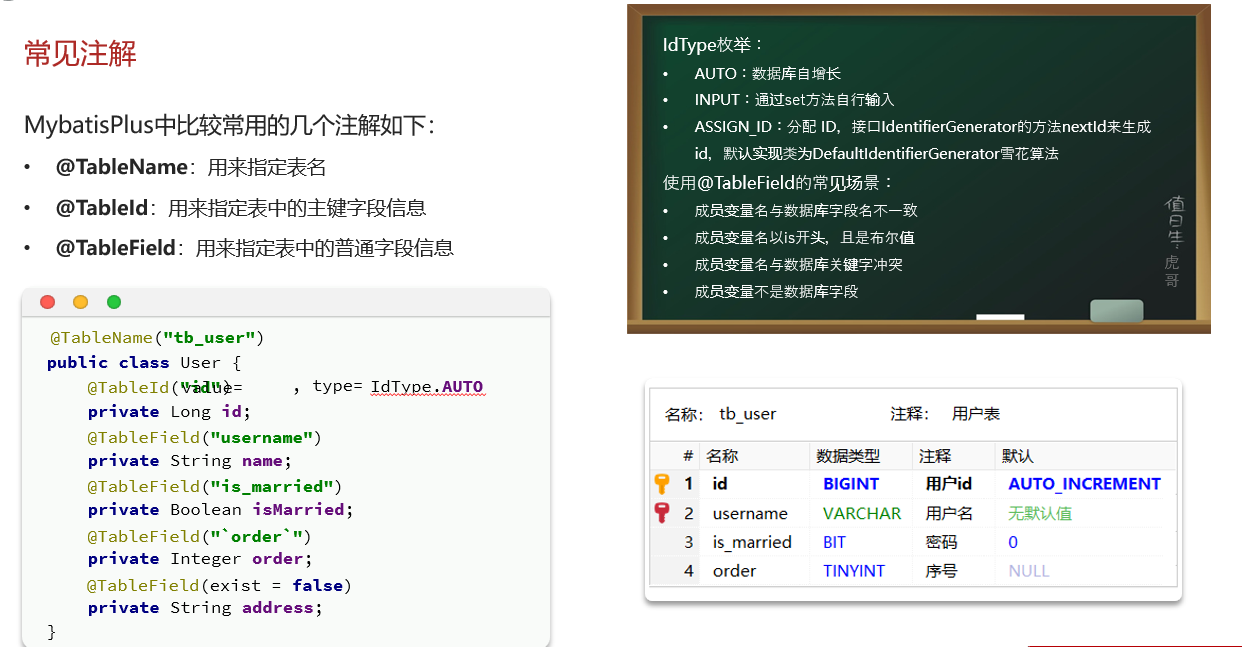 常见注解
MybatisPlus中比较常用的几个注解如下：
• @TableName：用来指定表名
• @TableId：用来指定表中的主键字段信息
• @TableField：用来指定表中的普通字段信息
@TableName("tb_user")
public class User {
@TableId("id") value= , type= IdType.AUTO
private Long id;
@TableField("username")
private String name;
@TableField("is_married")
private Boolean isMarried;
@TableField("`order`")
private Integer order;
@TableField(exist = false)
private String address;
}
IdType枚举：
• AUTO：数据库自增长
• INPUT：通过set方法自行输入
• ASSIGN_ID：分配 ID，接口IdentifierGenerator的方法nextId来生成
id，默认实现类为DefaultIdentifierGenerator雪花算法
使用@TableField的常见场景：
• 成员变量名与数据库字段名不一致
• 成员变量名以is开头，且是布尔值
• 成员变量名与数据库关键字冲突
• 成员变量不是数据库字段
值日生：虎哥
名称： tb_user 注释： 用户表
# 名称 数据类型 注释 默认
1 id BIGINT 用户id AUTO_INCREMENT
2 username VARCHAR 用户名 无默认值
3 is_married BIT 密码 0
4 order TINYINT 序号 NULL